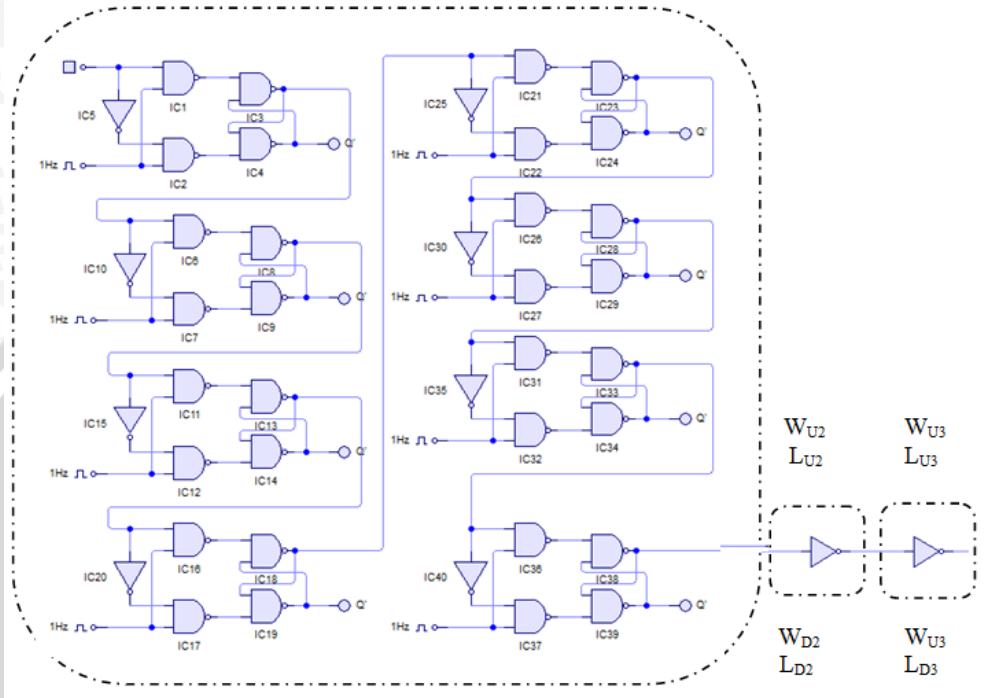 IC1
IC5
IC3
Q'
1Hz
IC2
IC4
IC6
IC10
IC8
Q'
1Hz
IC7
IC9
IC11
IC15
IC13
Q'
1Hz
IC12
IC14
IC16
IC20
IC18
Q'
1Hz
IC17
IC19
IC21
IC25
IC23
Q'
1Hz
IC22
IC24
IC26
IC30
IC28
Q'
1Hz
IC27
IC29
IC31
IC35
IC33
Q'
1Hz
IC32
IC34
IC36
IC40
IC38
Q'
1Hz
IC37
IC39
WU2
LU2
WU3
LU3
WD2
LD2
WU3
LD3